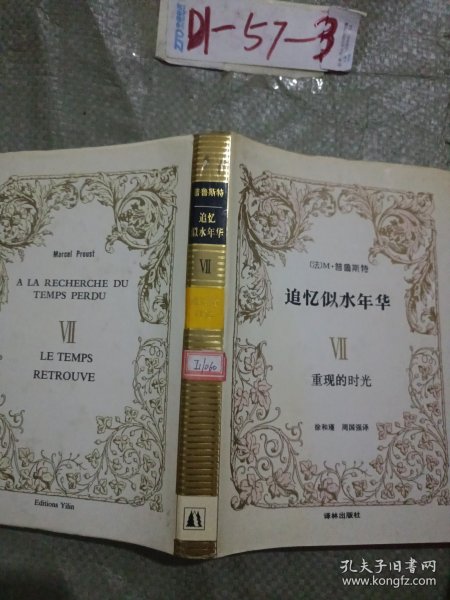 D1-57-3
Marcel Proust
A LA RECHERCHE DU
TEMPS PERDU
VII
LE TEMPS
RETROUVE
Editions Yilin
普鲁斯特
追忆
似水年华
VII
I1/060
(法)M·普鲁斯特
追忆似水年华
VII
重现的时光
徐和瑾 周国强译
译林出版社
孔夫子旧书网
www.kongfz.com